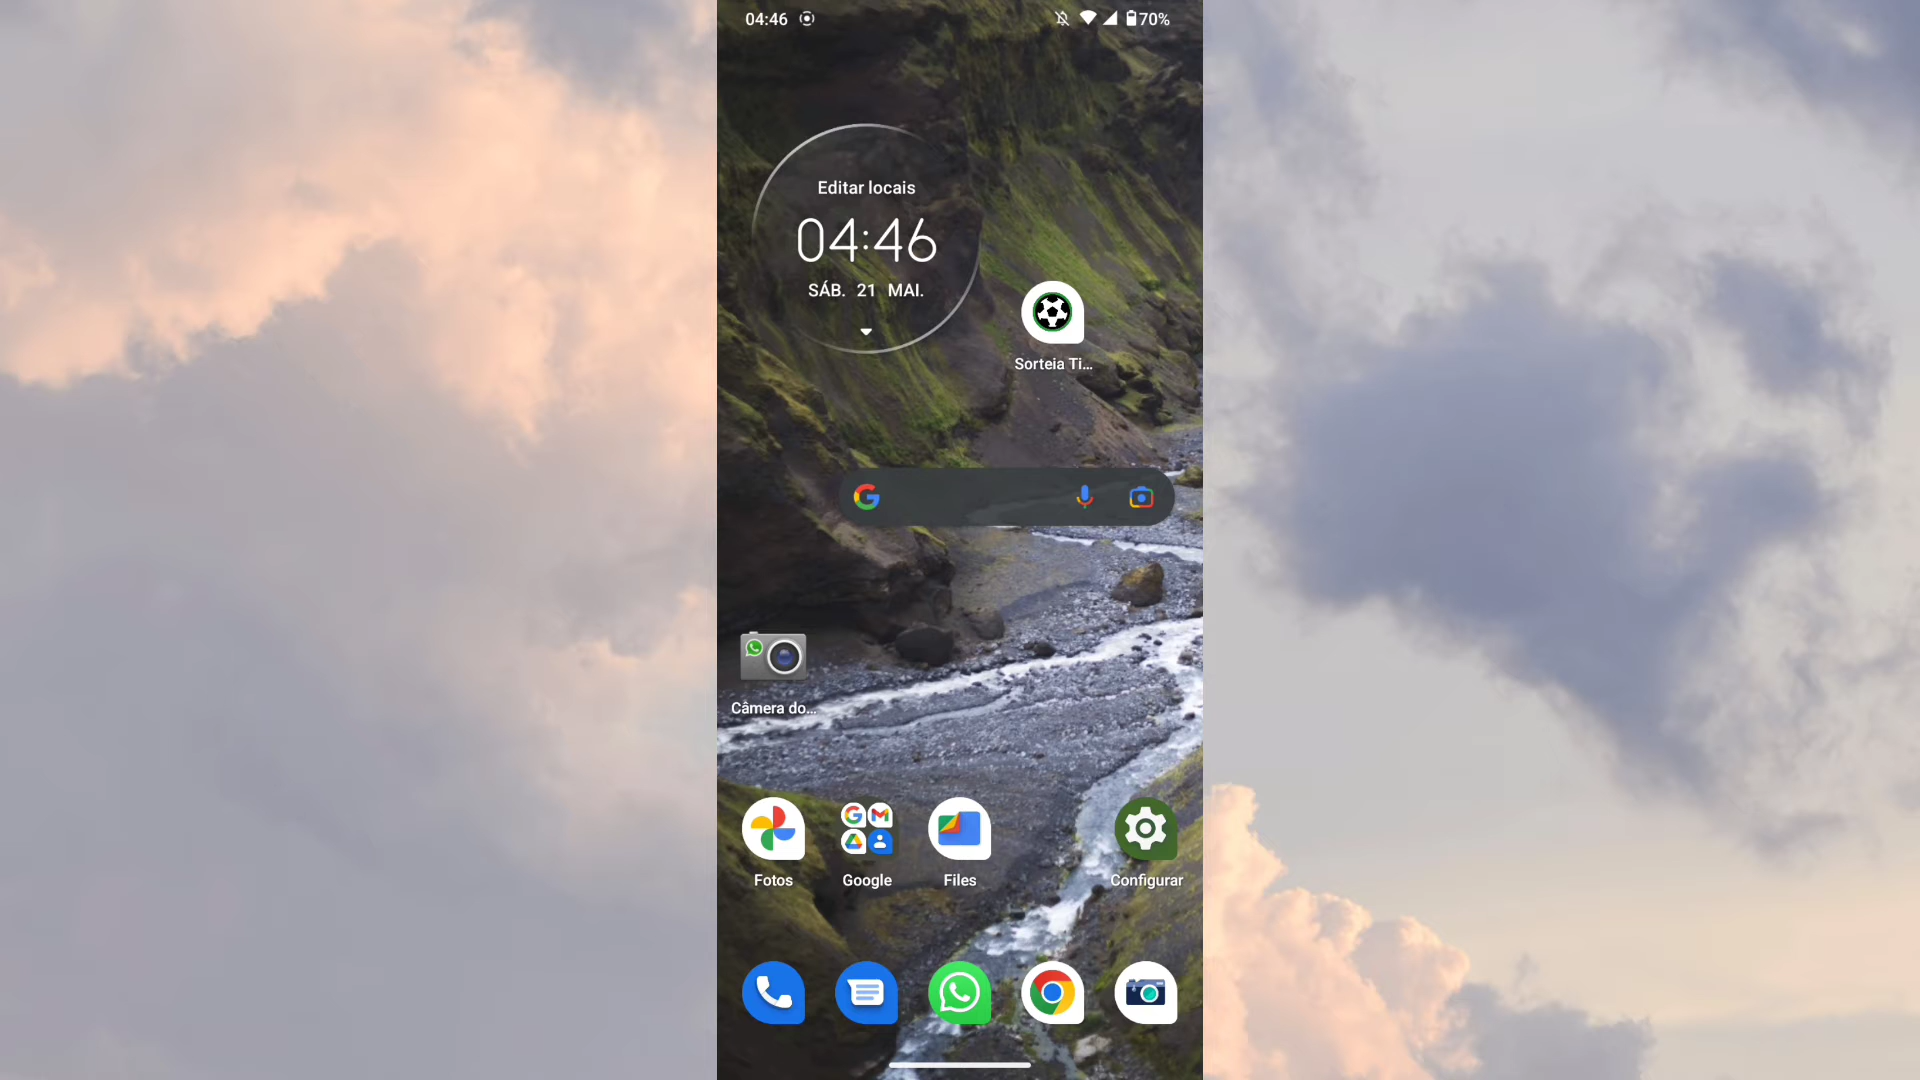 04:46
70%
Editar locais
04:46
SÁB. 21 MAI.
Sorteia Ti...
Câmera do...
Fotos
Google
Files
Configurar